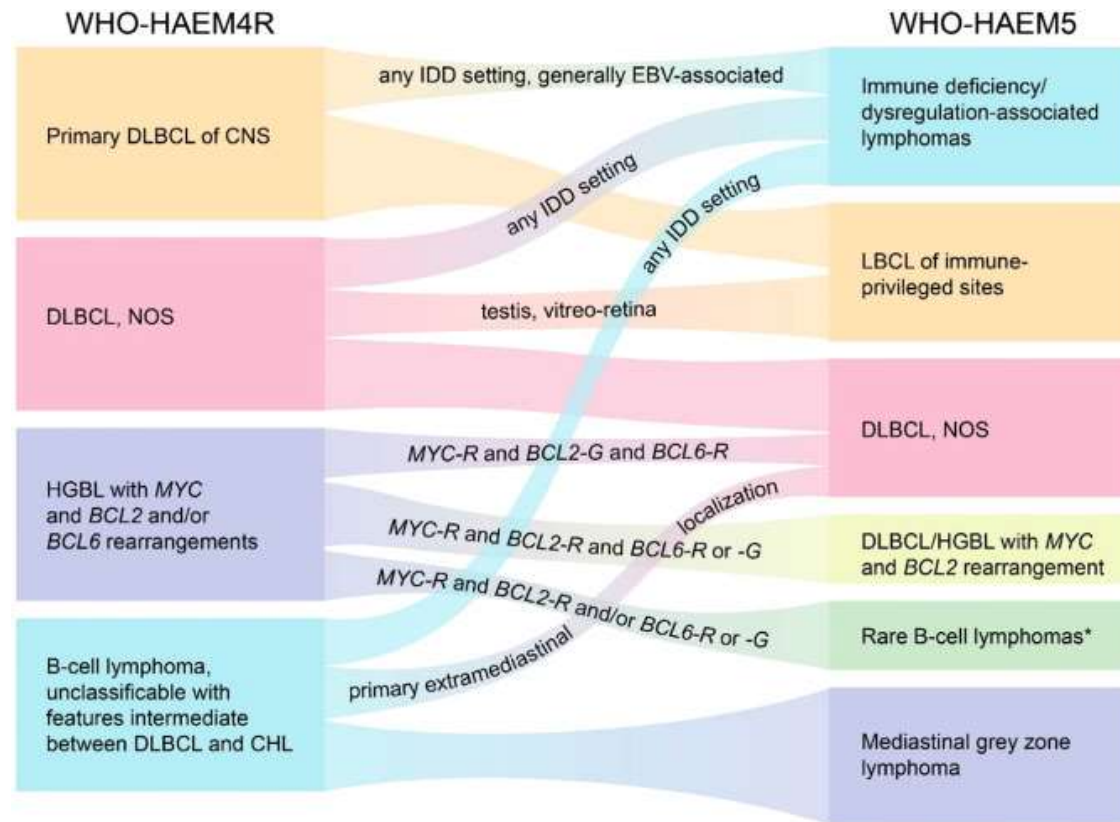 WHO-HAEM4R
WHO-HAEM5
Primary DLBCL of CNS
DLBCL, NOS
HGBL with MYC
and BCL2 and/or
BCL6 rearrangements
B-cell lymphoma,
unclassifiable with
features intermediate
between DLBCL and CHL
any IDD setting, generally EBV-associated
any IDD setting
any IDD setting
testis, vitreo-retina
MYC-R and BCL2-G and BCL6-R
MYC-R and BCL2-R and BCL6-R or -G
MYC-R and BCL2-R and/or BCL6-R or -G
primary extramediastinal localization
Immune deficiency/
dysregulation-associated
lymphomas
LBCL of immune-
privileged sites
DLBCL, NOS
DLBCL/HGBL with MYC
and BCL2 rearrangement
Rare B-cell lymphomas*
Mediastinal grey zone
lymphoma